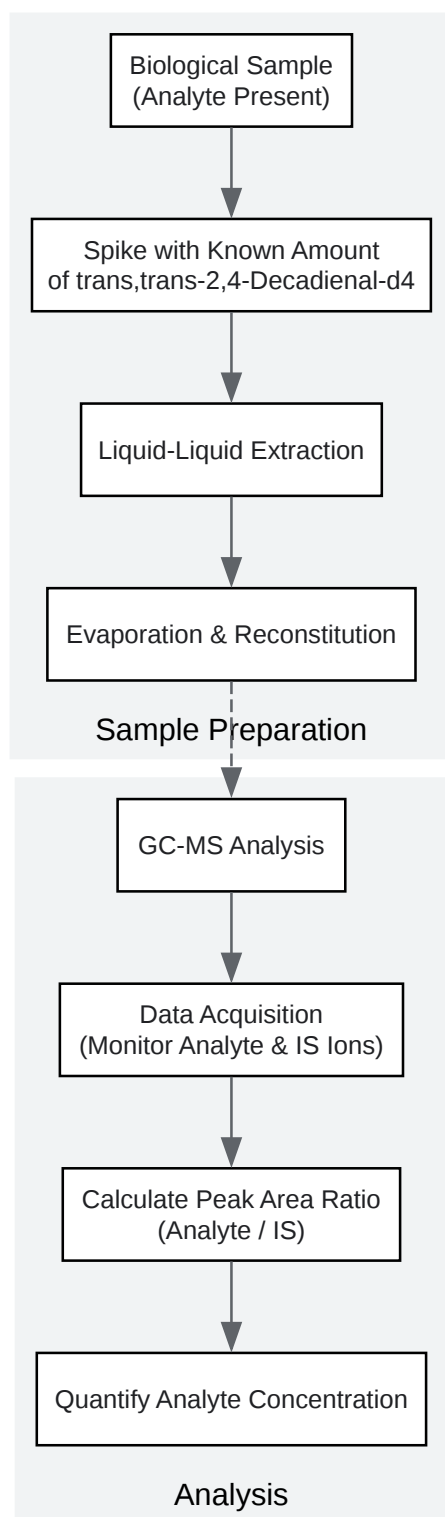 Biological Sample
(Analyte Present)
Spike with Known Amount
of trans,trans-2,4-Decadienal-d4
Liquid-Liquid Extraction
Evaporation & Reconstitution
Sample Preparation
GC-MS Analysis
Data Acquisition
(Monitor Analyte & IS Ions)
Calculate Peak Area Ratio
(Analyte / IS)
Quantify Analyte Concentration
Analysis